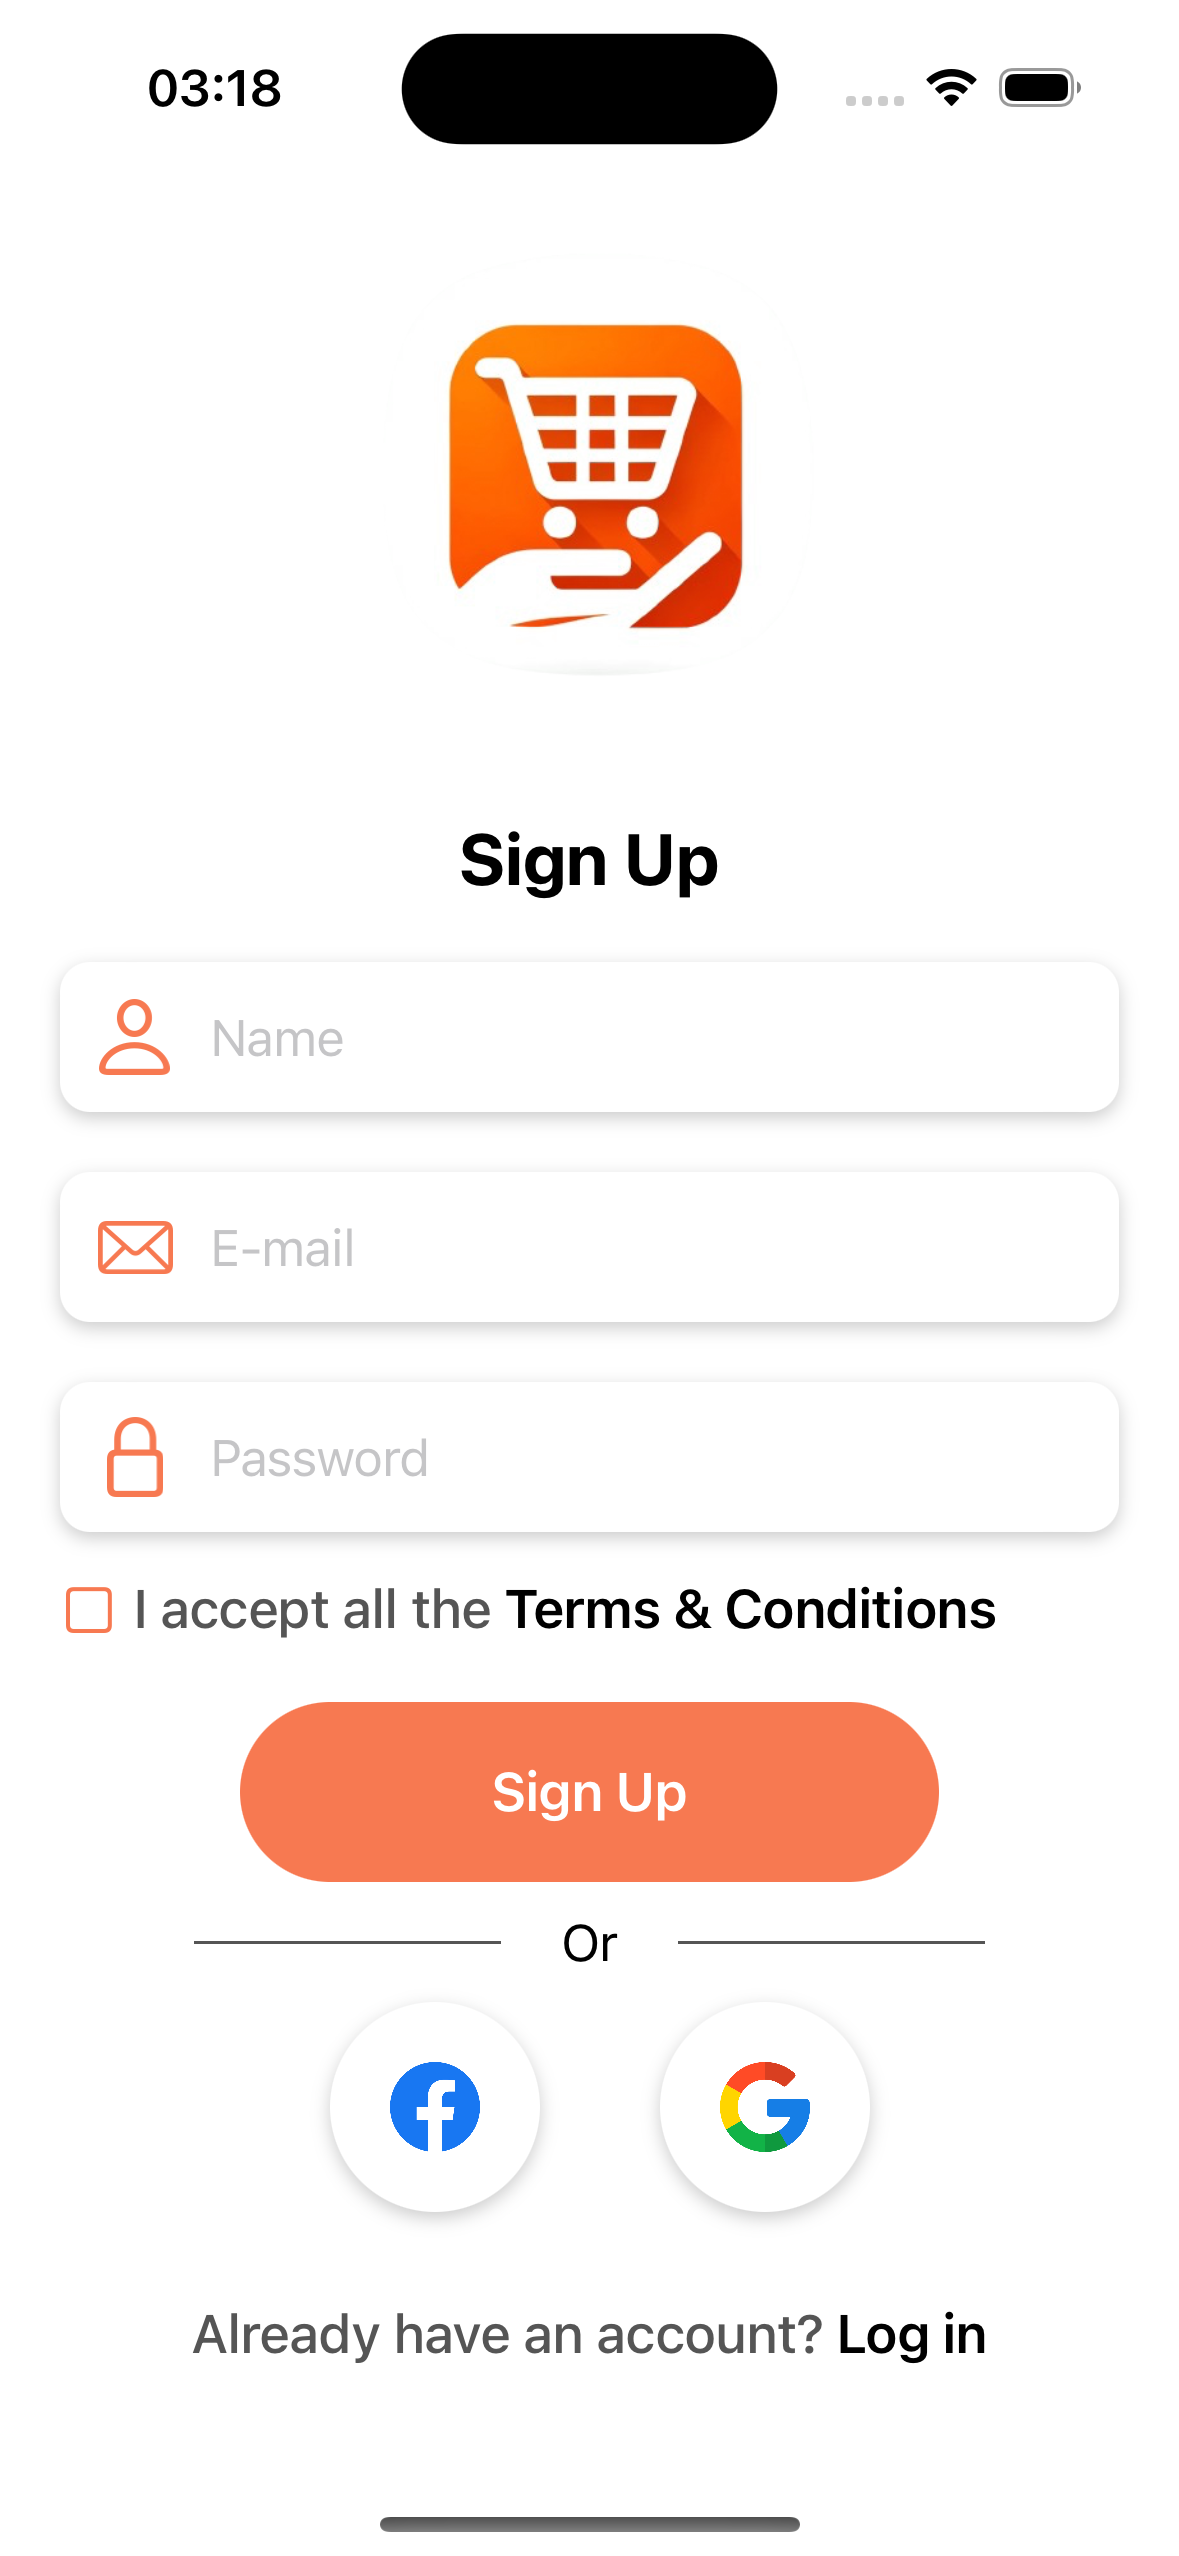 03:18
Sign Up
Name
E-mail
Password
I accept all the Terms & Conditions
Sign Up
Or
Already have an account? Log in